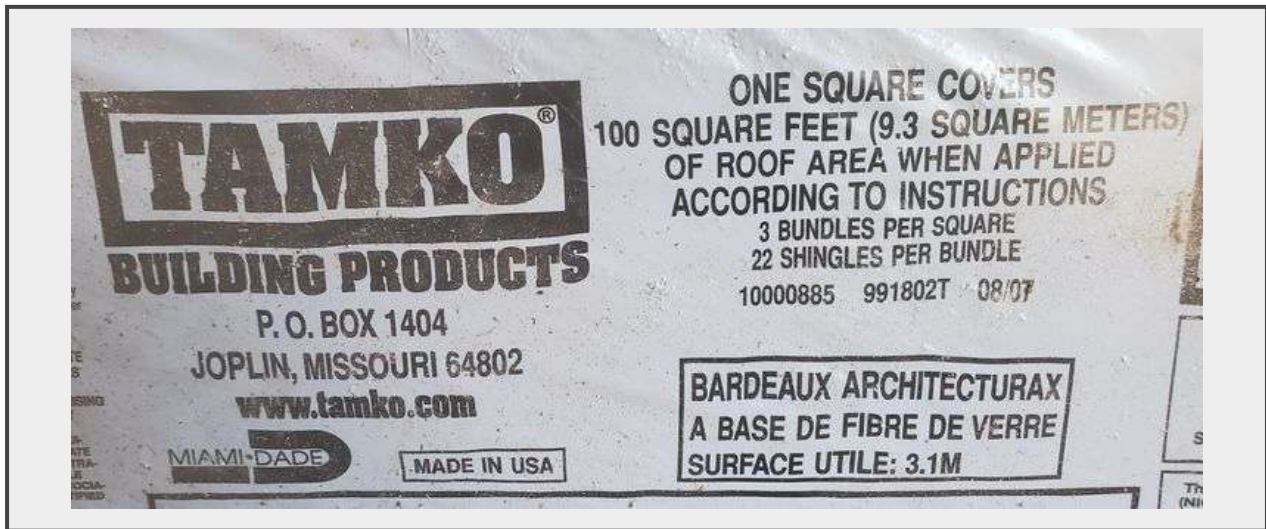 TAMKO®
BUILDING PRODUCTS
P. O. BOX 1404
JOPLIN, MISSOURI 64802
www.tamko.com
MIAMI-DADE
MADE IN USA
ONE SQUARE COVERS
100 SQUARE FEET (9.3 SQUARE METERS)
OF ROOF AREA WHEN APPLIED
ACCORDING TO INSTRUCTIONS
3 BUNDLES PER SQUARE
22 SHINGLES PER BUNDLE
10000885 991802T 08/07
BARDEAUX ARCHITECTURAX
A BASE DE FIBRE DE VERRE
SURFACE UTILE: 3.1M